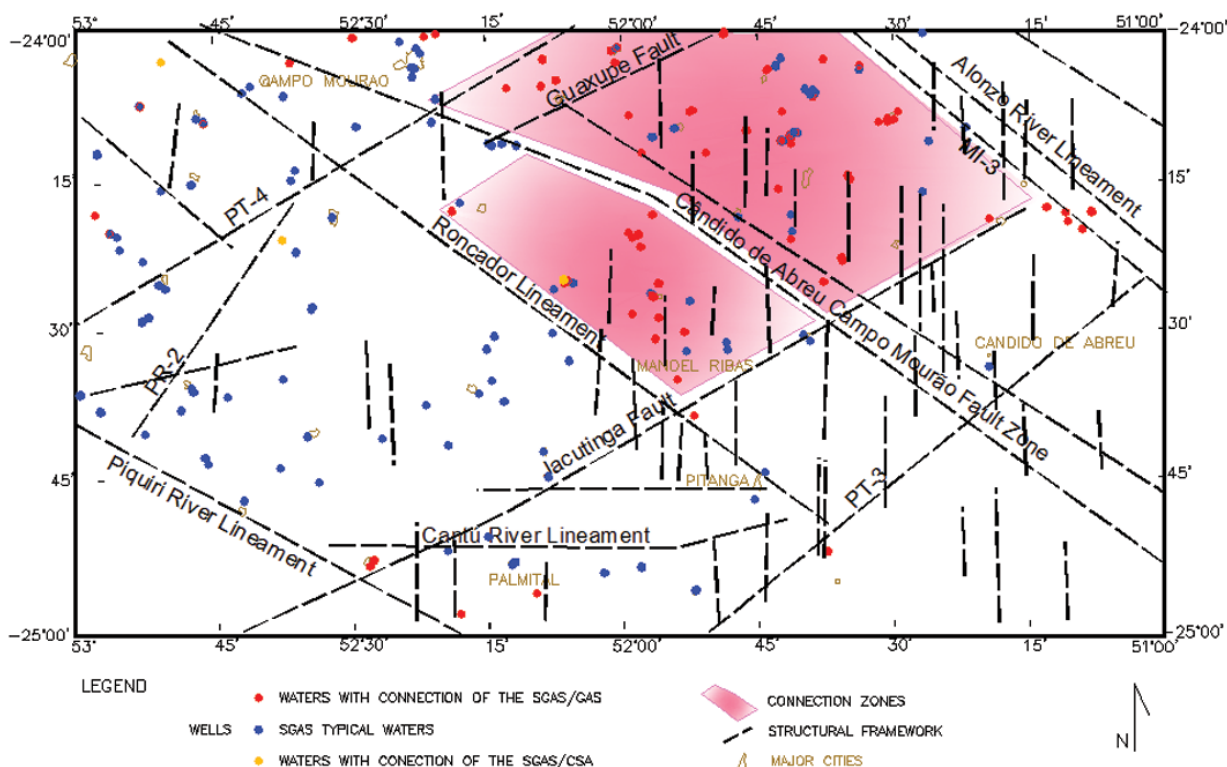 53° 45' 52°30 15' 52°00 45' 30' 15' 51°00'
-24°00' -24°00'
Guaxupe Fault
CAMPO MOURAO
Alonzo River Lineament
MI-3
15' 15'
PT-4
Roncador Lineament
Cândido de Abreu Campo Mourão Fault Zone
30' 30'
CANDIDO DE ABREU
PR-2
MANOEL RIBAS
Jacutinga Fault
45' 45'
Piquiri River Lineament
PITANGA
PT-3
Cantú River Lineament
PALMITAL
-25°00' -25°00'
53° 45' 52°30 15' 52°00 45' 30' 15' 51°00'
LEGEND
WELLS
WATERS WITH CONNECTION OF THE SGAS/GAS
SGAS TYPICAL WATERS
WATERS WITH CONECTION OF THE SGAS/CSA
CONNECTION ZONES
STRUCTURAL FRAMEWORK
MAJOR CITIES
N